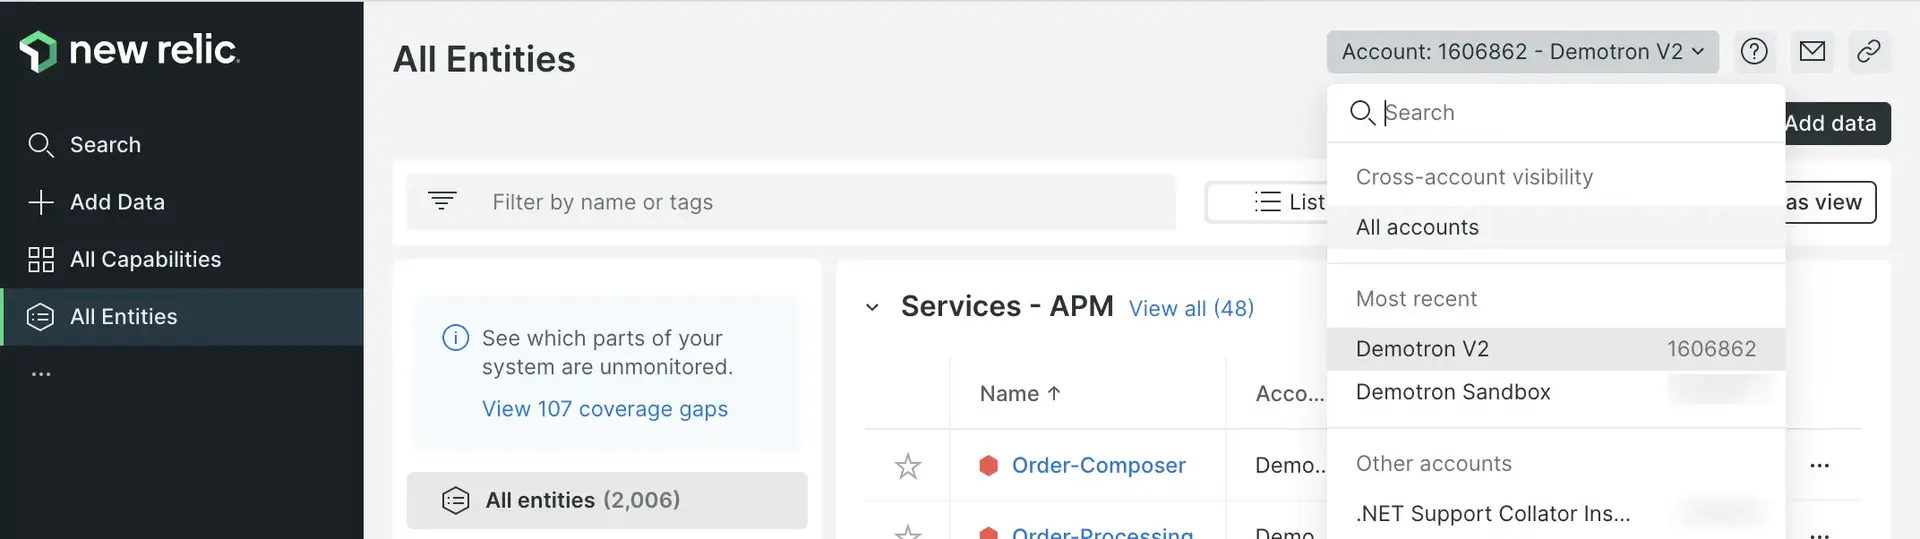 new relic.
Search
Add Data
All Capabilities
All Entities
...
All Entities
Account: 1606862 - Demotron V2
Search
Add data
Cross-account visibility
All accounts
Filter by name or tags
List
as view
Most recent
Demotron V2 1606862
Demotron Sandbox
Other accounts
.NET Support Collator Ins...
See which parts of your
system are unmonitored.
View 107 coverage gaps
All entities (2,006)
Services - APM View all (48)
Name ↑ Acco...
Order-Composer Demo... ...
Order-Processing Demo ...